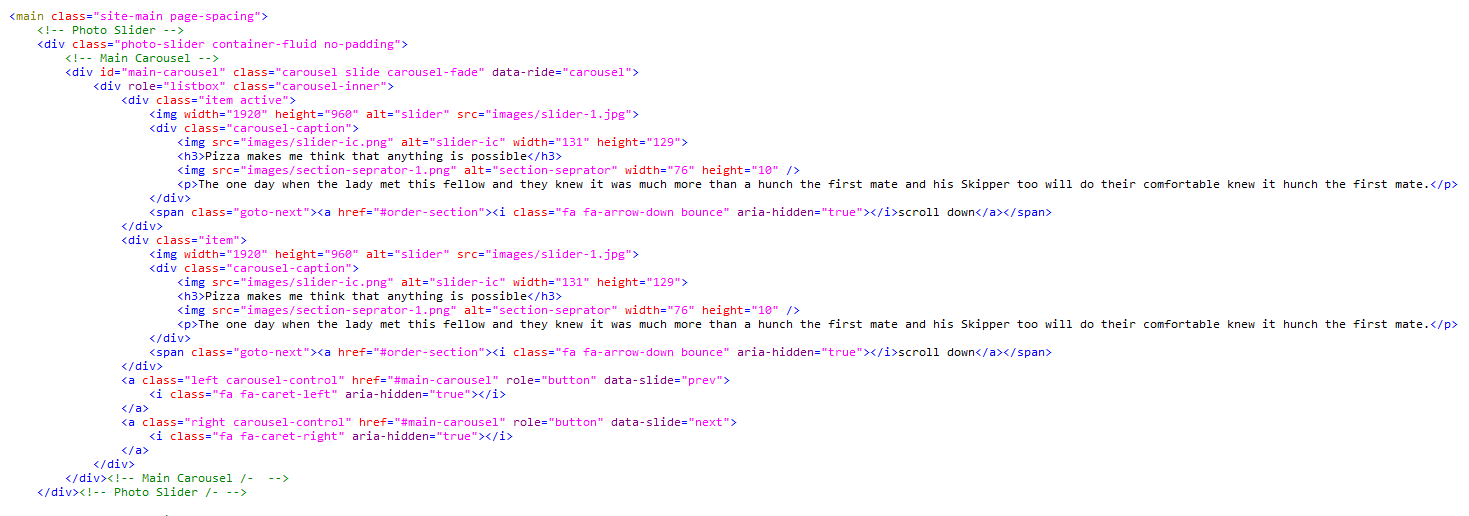 <main class="site-main page-spacing">
<!-- Photo Slider -->
<div class="photo-slider container-fluid no-padding">
<!-- Main Carousel -->
<div id="main-carousel" class="carousel slide carousel-fade" data-ride="carousel">
<div role="listbox" class="carousel-inner">
<div class="item active">
<img width="1920" height="960" alt="slider" src="images/slider-1.jpg">
<div class="carousel-caption">
<img src="images/slider-ic.png" alt="slider-ic" width="131" height="129">
<h3>Pizza makes me think that anything is possible</h3>
<img src="images/section-seprator-1.png" alt="section-seprator" width="76" height="10" />
<p>The one day when the lady met this fellow and they knew it was much more than a hunch the first mate and his Skipper too will do their comfortable knew it hunch the first mate.</p>
</div>
<span class="goto-next"><a href="#order-section"><i class="fa fa-arrow-down bounce" aria-hidden="true"></i>scroll down</a></span>
</div>
<div class="item">
<img width="1920" height="960" alt="slider" src="images/slider-1.jpg">
<div class="carousel-caption">
<img src="images/slider-ic.png" alt="slider-ic" width="131" height="129">
<h3>Pizza makes me think that anything is possible</h3>
<img src="images/section-seprator-1.png" alt="section-seprator" width="76" height="10" />
<p>The one day when the lady met this fellow and they knew it was much more than a hunch the first mate and his Skipper too will do their comfortable knew it hunch the first mate.</p>
</div>
<span class="goto-next"><a href="#order-section"><i class="fa fa-arrow-down bounce" aria-hidden="true"></i>scroll down</a></span>
</div>
<a class="left carousel-control" href="#main-carousel" role="button" data-slide="prev">
<i class="fa fa-caret-left" aria-hidden="true"></i>
</a>
<a class="right carousel-control" href="#main-carousel" role="button" data-slide="next">
<i class="fa fa-caret-right" aria-hidden="true"></i>
</a>
</div>
</div><!-- Main Carousel /-  -->
</div><!-- Photo Slider /- -->